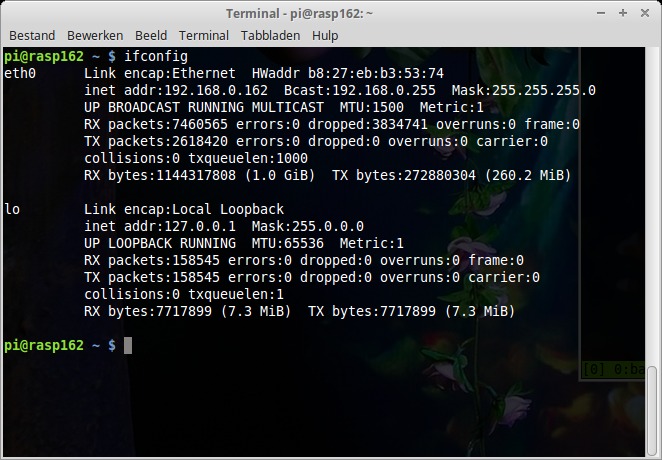 Terminal - pi@rasp162: ~
Bestand Bewerken Beeld Terminal Tabbladen Hulp
pi@rasp162 ~ $ ifconfig
eth0      Link encap:Ethernet  HWaddr b8:27:eb:b3:53:74
          inet addr:192.168.0.162  Bcast:192.168.0.255  Mask:255.255.255.0
          UP BROADCAST RUNNING MULTICAST  MTU:1500  Metric:1
          RX packets:7460565 errors:0 dropped:3834741 overruns:0 frame:0
          TX packets:2618420 errors:0 dropped:0 overruns:0 carrier:0
          collisions:0 txqueuelen:1000
          RX bytes:1144317808 (1.0 GiB)  TX bytes:272880304 (260.2 MiB)
lo        Link encap:Local Loopback
          inet addr:127.0.0.1  Mask:255.0.0.0
          UP LOOPBACK RUNNING  MTU:65536  Metric:1
          RX packets:158545 errors:0 dropped:0 overruns:0 frame:0
          TX packets:158545 errors:0 dropped:0 overruns:0 carrier:0
          collisions:0 txqueuelen:1
          RX bytes:7717899 (7.3 MiB)  TX bytes:7717899 (7.3 MiB)
pi@rasp162 ~ $
[0] 0:ba